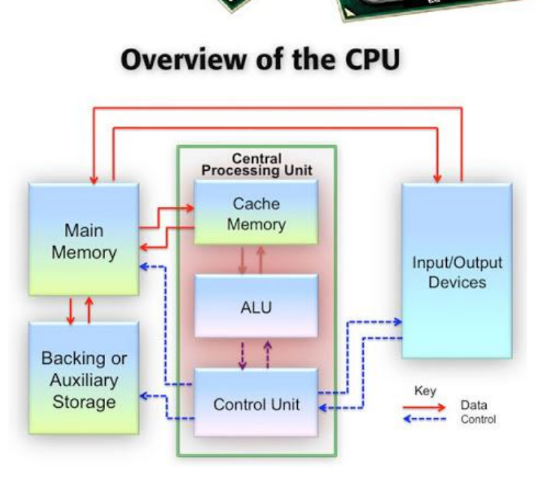 Overview of the CPU
Central
Processing Unit
Cache
Memory
Main
Memory
Input/Output
Devices
ALU
Backing or
Auxiliary
Storage
Control Unit
Key
Data
Control